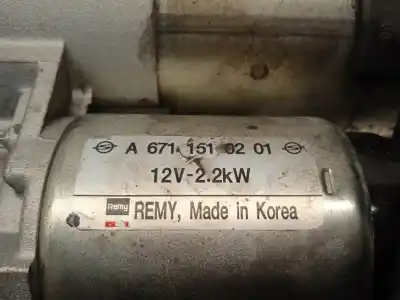 A 671 151 02 01
12V-2.2kW
Remy REMY, Made in Korea